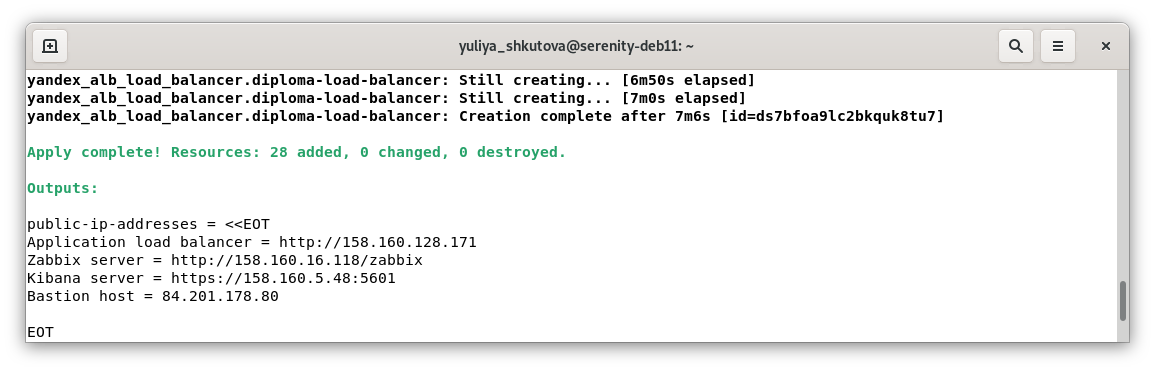 yuliya_shkutova@serenity-deb11: ~
yandex_alb_load_balancer.diploma-load-balancer: Still creating... [6m50s elapsed]
yandex_alb_load_balancer.diploma-load-balancer: Still creating... [7m0s elapsed]
yandex_alb_load_balancer.diploma-load-balancer: Creation complete after 7m6s [id=ds7bfoa9lc2bkquk8tu7]
Apply complete! Resources: 28 added, 0 changed, 0 destroyed.
Outputs:
public-ip-addresses = <<EOT
Application load balancer = http://158.160.128.171
Zabbix server = http://158.160.16.118/zabbix
Kibana server = https://158.160.5.48:5601
Bastion host = 84.201.178.80
EOT